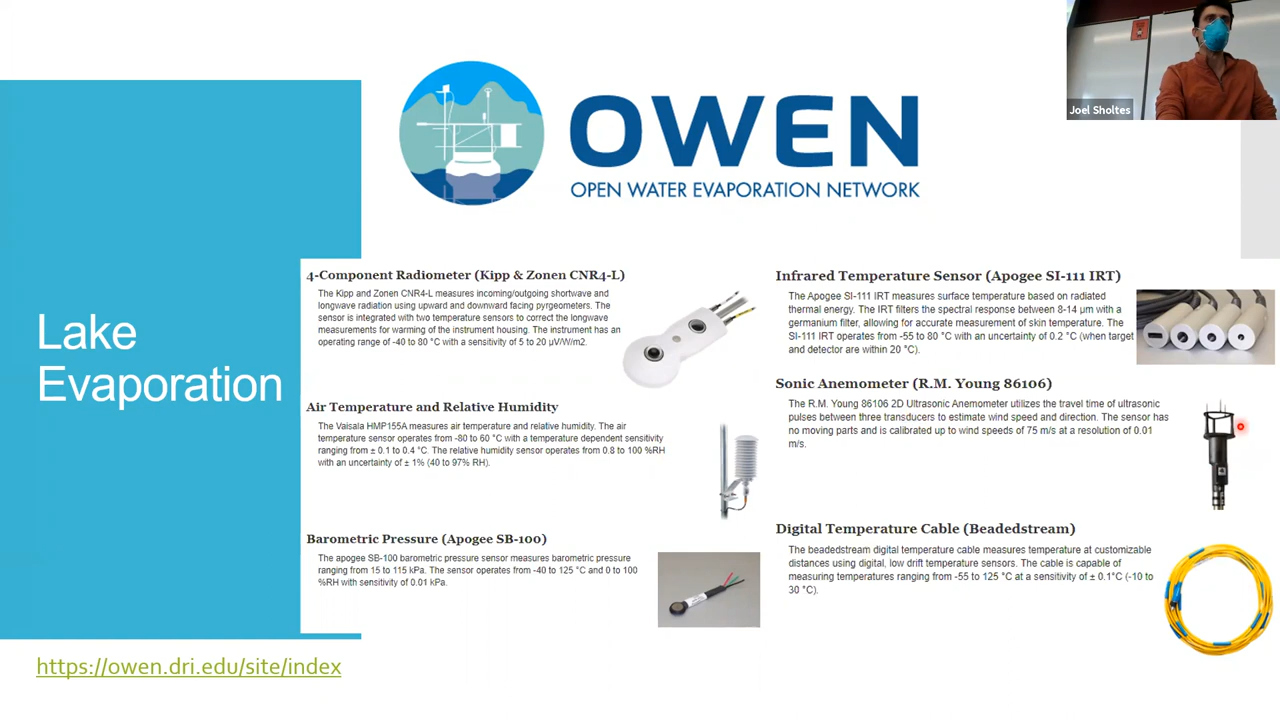 Joel Sholtes
OWEN
OPEN WATER EVAPORATION NETWORK
Lake
Evaporation
4-Component Radiometer (Kipp & Zonen CNR4-L)
The Kipp and Zonen CNR4-L measures incoming/outgoing shortwave and
longwave radiation using upward and downward facing pyrgeometers. The
sensor is integrated with two temperature sensors to correct the longwave
measurements for warming of the instrument housing. The instrument has an
operating range of -40 to 80 °C with a sensitivity of 5 to 20 µV/W/m2.
Air Temperature and Relative Humidity
The Vaisala HMP155A measures air temperature and relative humidity. The air
temperature sensor operates from -80 to 60 °C with a temperature dependent sensitivity
ranging from ± 0.1 to 0.4 °C. The relative humidity sensor operates from 0.8 to 100 %RH
with an uncertainty of ± 1% (40 to 97% RH).
Barometric Pressure (Apogee SB-100)
The apogee SB-100 barometric pressure sensor measures barometric pressure
ranging from 15 to 115 kPa. The sensor operates from -40 to 125 °C and 0 to 100
%RH with sensitivity of 0.01 kPa.
Infrared Temperature Sensor (Apogee SI-111 IRT)
The Apogee SI-111 IRT measures surface temperature based on radiated
thermal energy. The IRT filters the spectral response between 8-14 µm with a
germanium filter, allowing for accurate measurement of skin temperature. The
SI-111 IRT operates from -55 to 80 °C with an uncertainty of 0.2 °C (when target
and detector are within 20 °C).
Sonic Anemometer (R.M. Young 86106)
The R.M. Young 86106 2D Ultrasonic Anemometer utilizes the travel time of ultrasonic
pulses between three transducers to estimate wind speed and direction. The sensor has
no moving parts and is calibrated up to wind speeds of 75 m/s at a resolution of 0.01
m/s.
Digital Temperature Cable (Beadedstream)
The beadedstream digital temperature cable measures temperature at customizable
distances using digital, low drift temperature sensors. The cable is capable of
measuring temperatures ranging from -55 to 125 °C at a sensitivity of ± 0.1°C (-10 to
30 °C).
https://owen.dri.edu/site/index